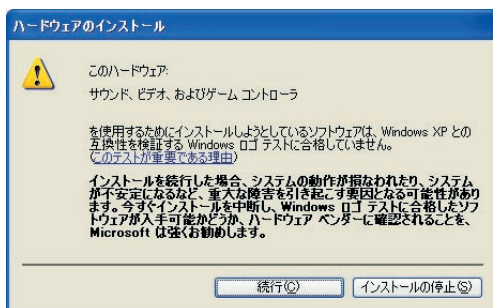 ハードウェアのインストール
このハードウェア:
サウンド、ビデオ、およびゲーム コントローラ
を使用するためにインストールしようとしているソフトウェアは、Windows XP との
互換性を検証する Windows ロゴ テストに合格していません。
(このテストが重要である理由)
インストールを続行した場合、システムの動作が損なわれたり、システム
が不安定になるなど、重大な障害を引き起こす要因となる可能性があり
ます。今すぐインストールを中断し、Windows ロゴ テストに合格したソフ
トウェアが入手可能かどうか、ハードウェア ベンダーに確認されることを、
Microsoft は強くお勧めします。
続行(C)
インストールの停止(S)